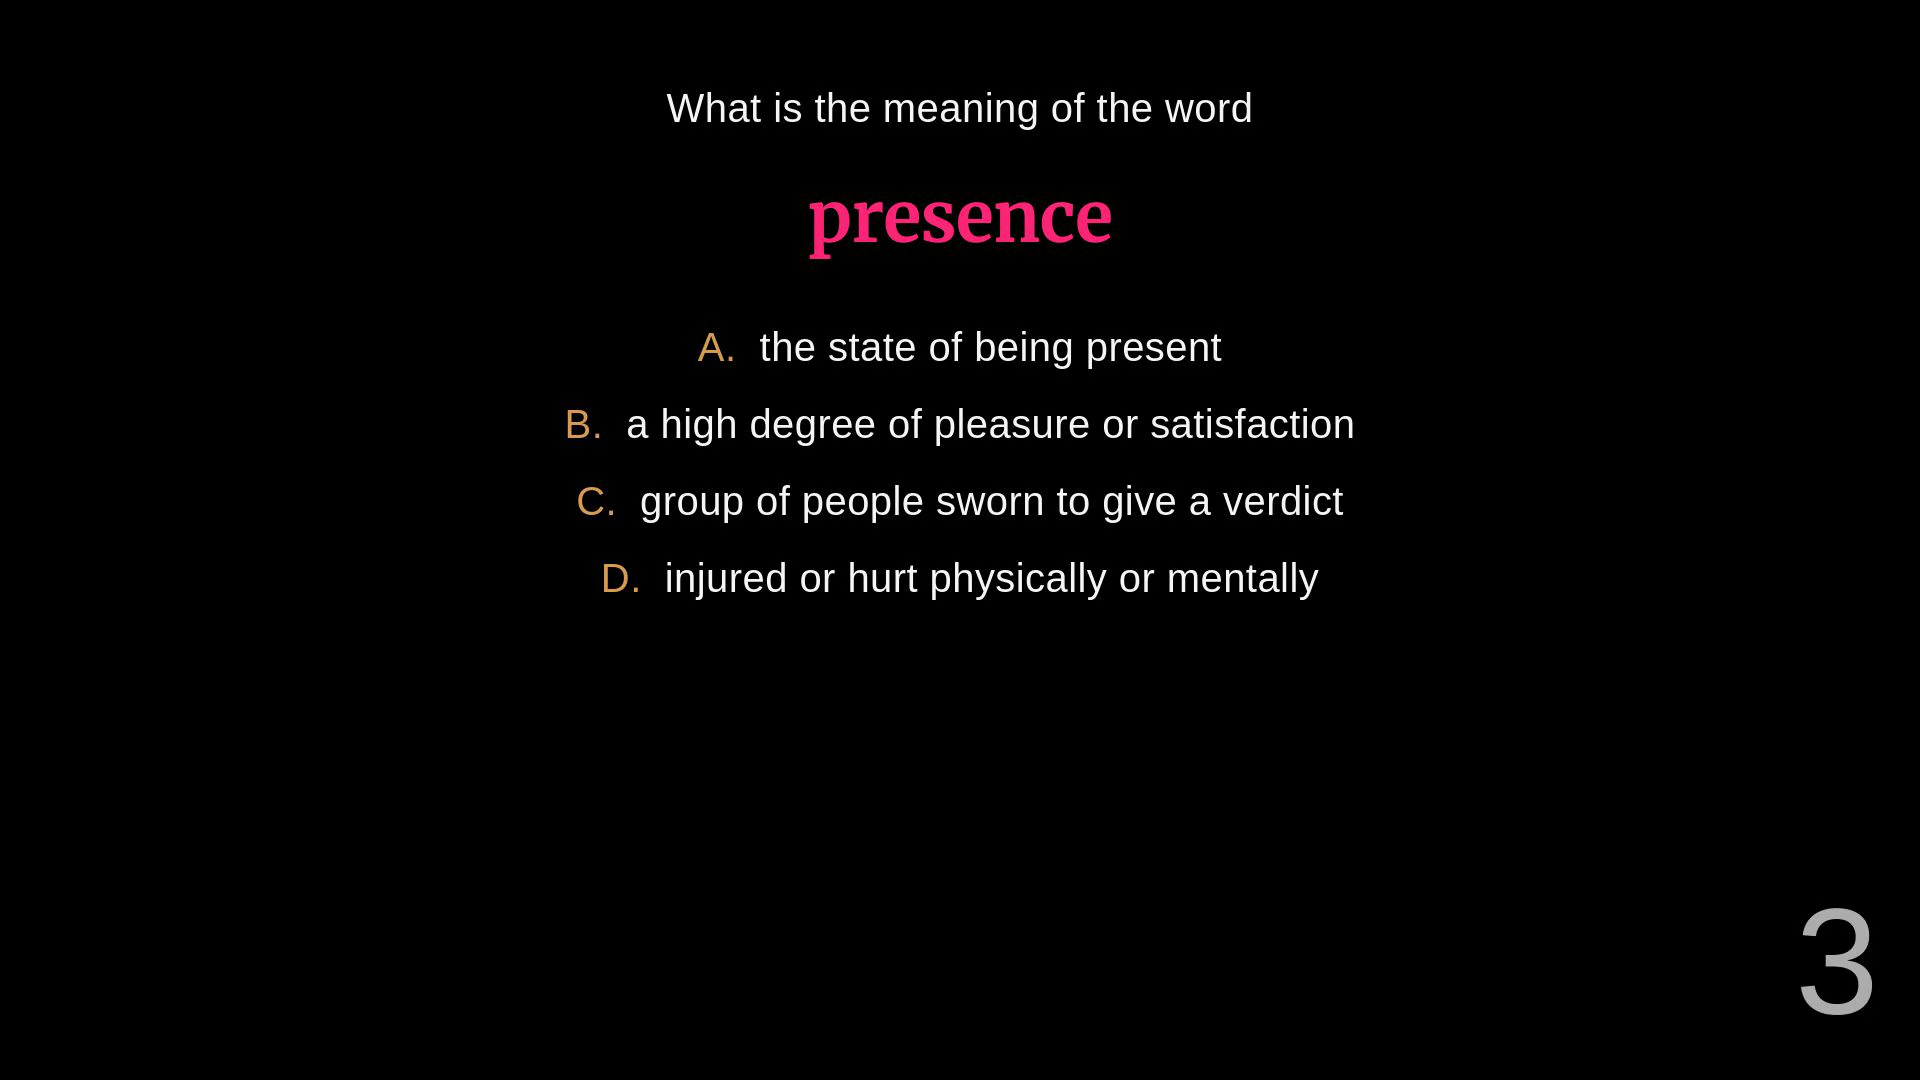 What is the meaning of the word
presence
A. the state of being present
B. a high degree of pleasure or satisfaction
C. group of people sworn to give a verdict
D. injured or hurt physically or mentally
3